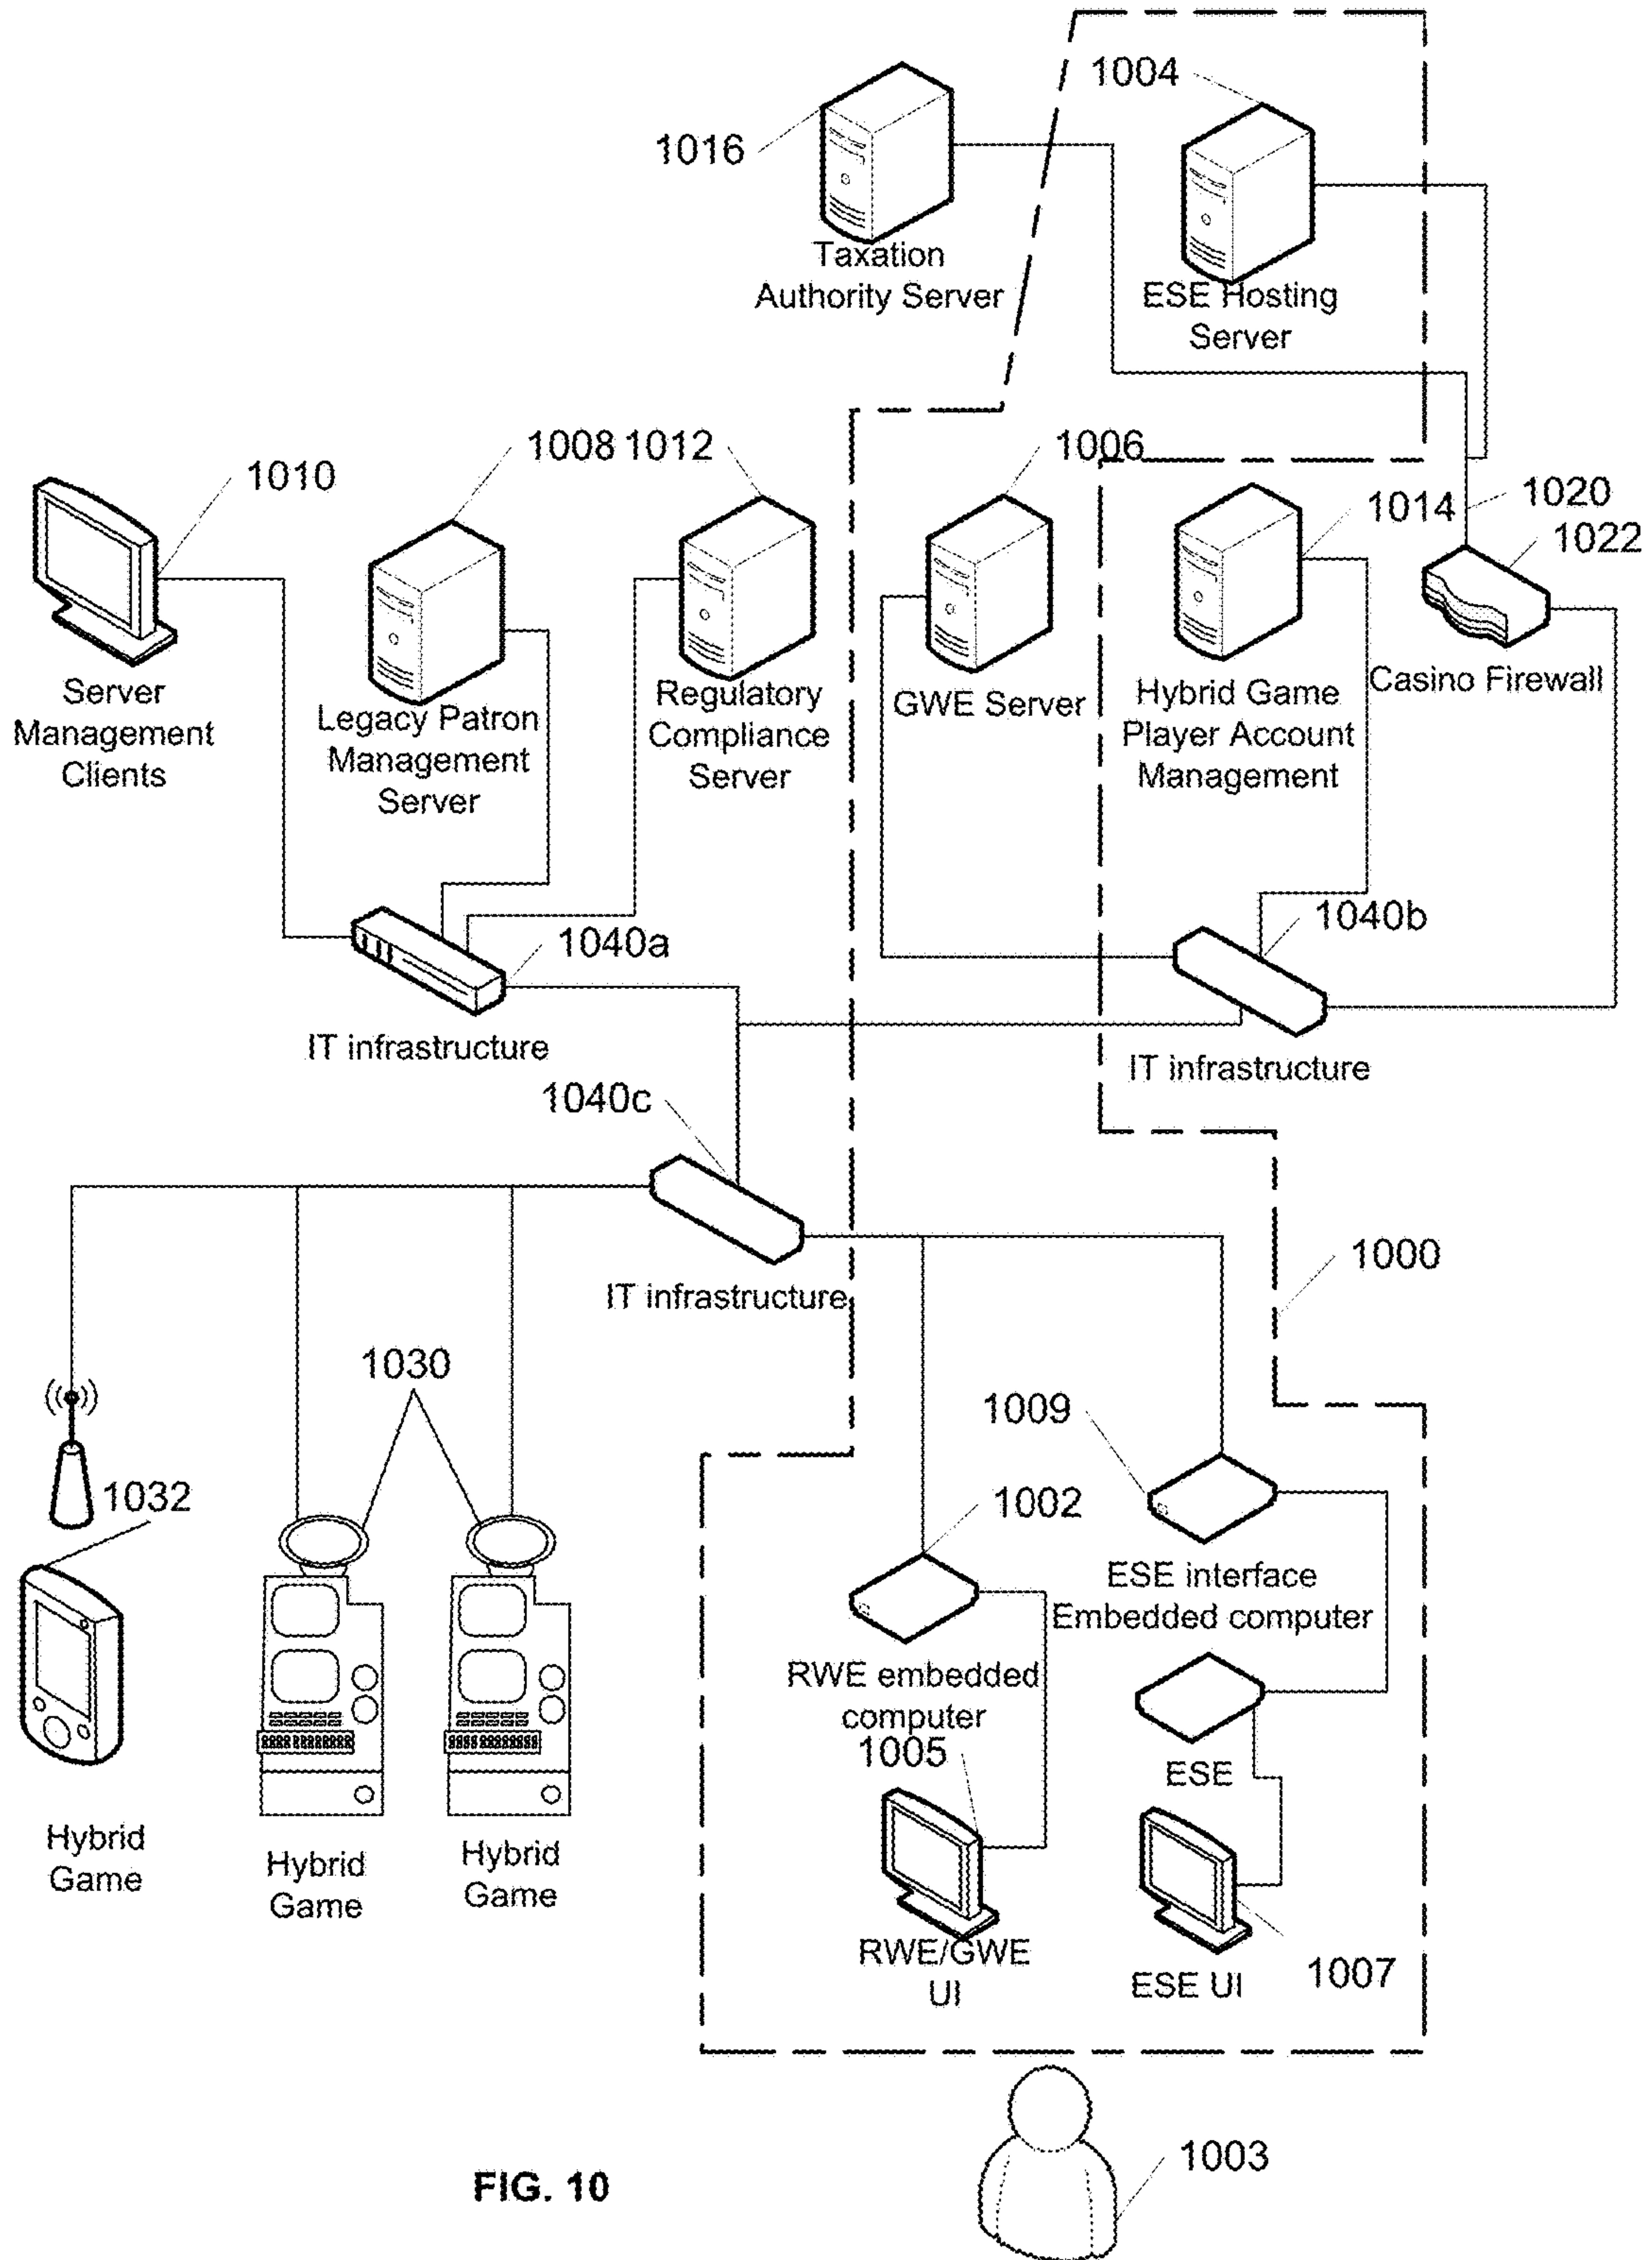 1004
1016
Taxation
Authority Server
ESE Hosting
Server
1008
1012
1006
1010
1014
1020
1022
Server
Management
Clients
Legacy Patron
Management
Server
Regulatory
Compliance
Server
GWE Server
Hybrid Game
Player Account
Management
Casino Firewall
1040a
1040b
IT infrastructure
IT infrastructure
1040c
IT infrastructure
1000
1030
1009
1032
1002
ESE interface
Embedded computer
RWE embedded
computer
1005
ESE
Hybrid
Game
Hybrid
Game
Hybrid
Game
RWE/GWE
UI
ESE UI
1007
1003
FIG. 10